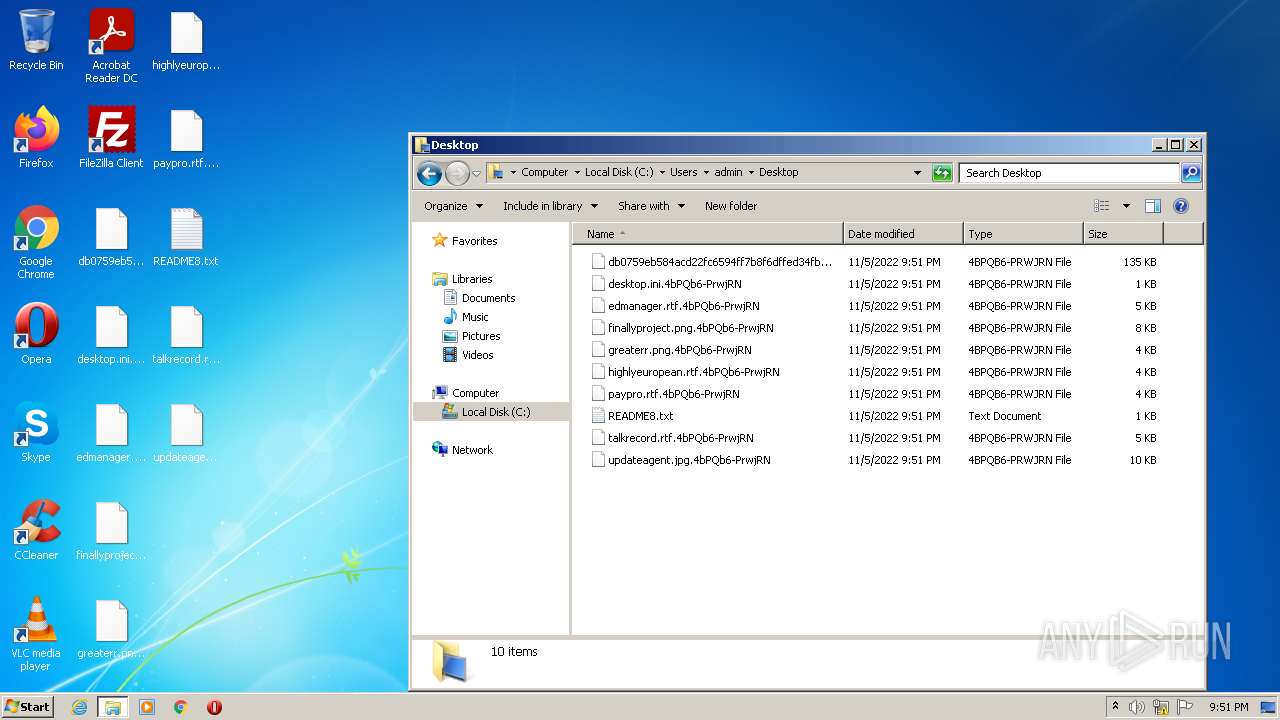 Recycle Bin
Acrobat Reader DC
highlyeurop...
Firefox
FileZilla Client
paypro.rtf....
Google Chrome
db0759eb5...
README8.txt
Opera
desktop.ini....
talkrecord.r...
Skype
edmanager....
updateage...
CCleaner
finallyprojec...
VLC media player
greaterr.pn...
Desktop
Computer Local Disk (C:) Users admin Desktop
Search Desktop
Organize Include in library Share with New folder
Favorites
Libraries
Documents
Music
Pictures
Videos
Computer
Local Disk (C:)
Network
Name Date modified Type Size
db0759eb584acd22fc6594ff7b8f6dffed34fb... 11/5/2022 9:51 PM 4BPQB6-PRWJRN File 135 KB
desktop.ini.4bPQb6-PrwjRN 11/5/2022 9:51 PM 4BPQB6-PRWJRN File 1 KB
edmanager.rtf.4bPQb6-PrwjRN 11/5/2022 9:51 PM 4BPQB6-PRWJRN File 5 KB
finallyproject.png.4bPQb6-PrwjRN 11/5/2022 9:51 PM 4BPQB6-PRWJRN File 9 KB
greaterr.png.4bPQb6-PrwjRN 11/5/2022 9:51 PM 4BPQB6-PRWJRN File 4 KB
highlyeuropean.rtf.4bPQb6-PrwjRN 11/5/2022 9:51 PM 4BPQB6-PRWJRN File 4 KB
paypro.rtf.4bPQb6-PrwjRN 11/5/2022 9:51 PM 4BPQB6-PRWJRN File 4 KB
README8.txt 11/5/2022 9:51 PM Text Document 1 KB
talkrecord.rtf.4bPQb6-PrwjRN 11/5/2022 9:51 PM 4BPQB6-PRWJRN File 5 KB
updateagent.jpg.4bPQb6-PrwjRN 11/5/2022 9:51 PM 4BPQB6-PRWJRN File 10 KB
10 items
ANY RUN
Start
9:51 PM